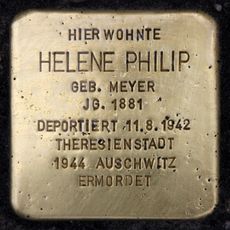 HIER WOHNTE
HELENE PHILIP
GEB. MEYER
JG. 1881
DEPORTIERT 11.8.1942
THERESIENSTADT
1944 AUSCHWITZ
ERMORDET